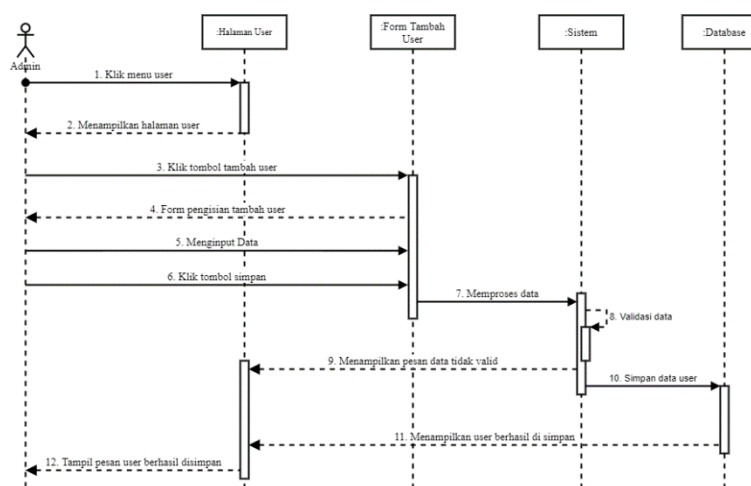 :Halaman User
:Form Tambah
User
:Sistem
:Database
Admin
1. Klik menu user
2. Menampilkan halaman user
3. Klik tombol tambah user
4. Form pengisian tambah user
5. Menginput Data
6. Klik tombol simpan
7. Memproses data
8. Validasi data
9. Menampilkan pesan data tidak valid
10. Simpan data user
11. Menampilkan user berhasil di simpan
12. Tampil pesan user berhasil disimpan